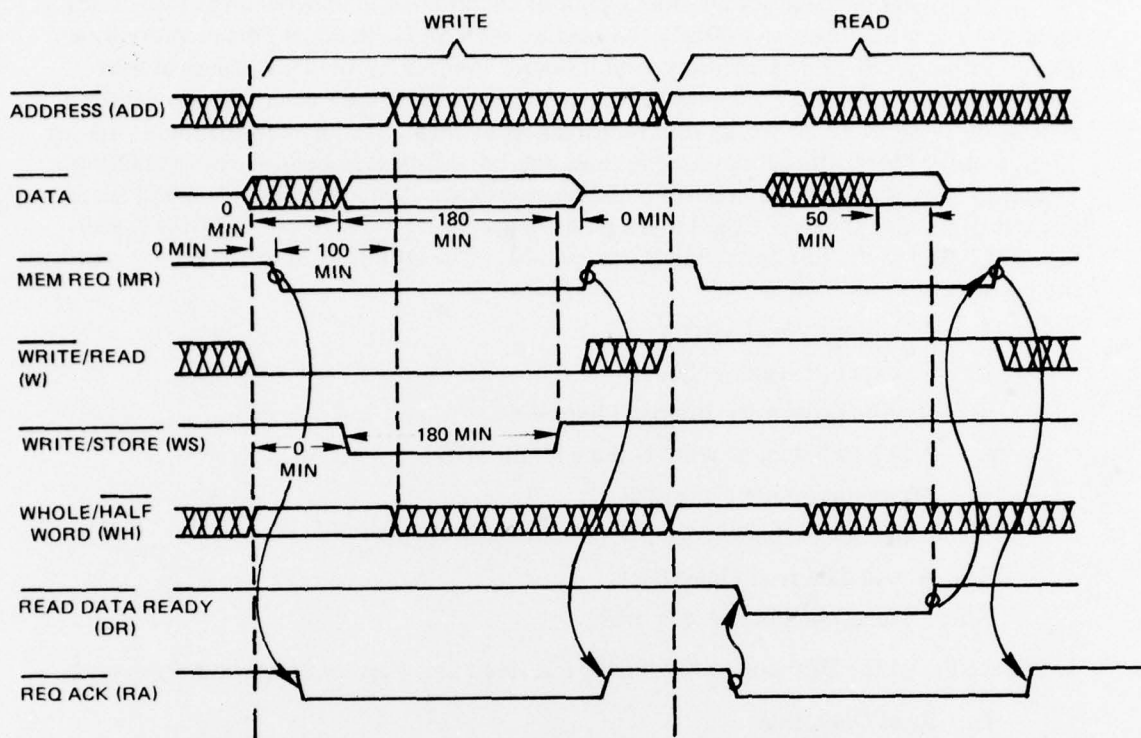 WRITE
READ
ADDRESS (ADD)
DATA
0
MIN
180
MIN
0 MIN
50
MIN
0 MIN
100
MIN
MEM REQ (MR)
WRITE/READ
(W)
WRITE/STORE (WS)
0
MIN
180 MIN
WHOLE/HALF
WORD (WH)
READ DATA READY
(DR)
REQ ACK (RA)